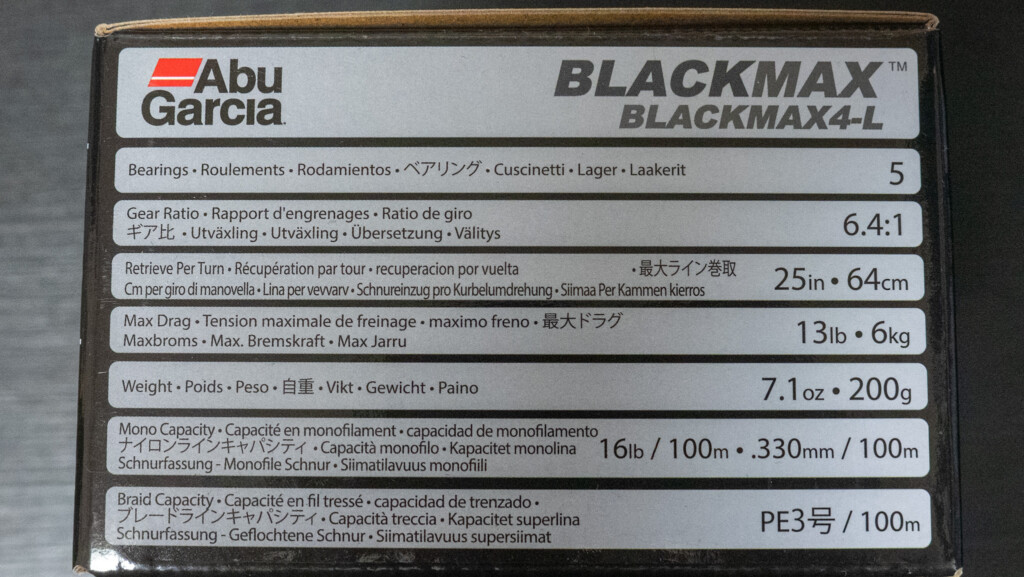 Abu
Garcia
BLACKMAX™
BLACKMAX4-L
Bearings • Roulements • Rodamientos • ベアリング • Cuscinetti • Lager • Laakerit
5
Gear Ratio • Rapport d'engrenages • Ratio de giro
ギア比 • Utväxling • Utväxling • Übersetzung • Välitys
6.4:1
Retrieve Per Turn • Récupération par tour • recuperacion por vuelta • 最大ライン巻取
Cm per giro di manovella • Lina per vevvarv • Schnureinzug pro Kurbelumdrehung • Siimaa Per Kammen kierros
25in • 64cm
Max Drag • Tension maximale de freinage • maximo freno • 最大ドラグ
Maxbroms • Max. Bremskraft • Max Jarru
13lb • 6kg
Weight • Poids • Peso • 自重 • Vikt • Gewicht • Paino
7.1oz • 200g
Mono Capacity • Capacité en monofilament • capacidad de monofilamento
ナイロンラインキャパシティ • Capacità monofilo • Kapacitet monolina
Schnurfassung - Monofile Schnur • Siimatilavuus monofiili
16lb / 100m • .330mm / 100m
Braid Capacity • Capacité en fil tressé • capacidad de trenzado •
ブレードラインキャパシティ • Capacità treccia • Kapacitet superlina
Schnurfassung - Geflochtene Schnur • Siimatilavuus supersiimat
PE3号 / 100m